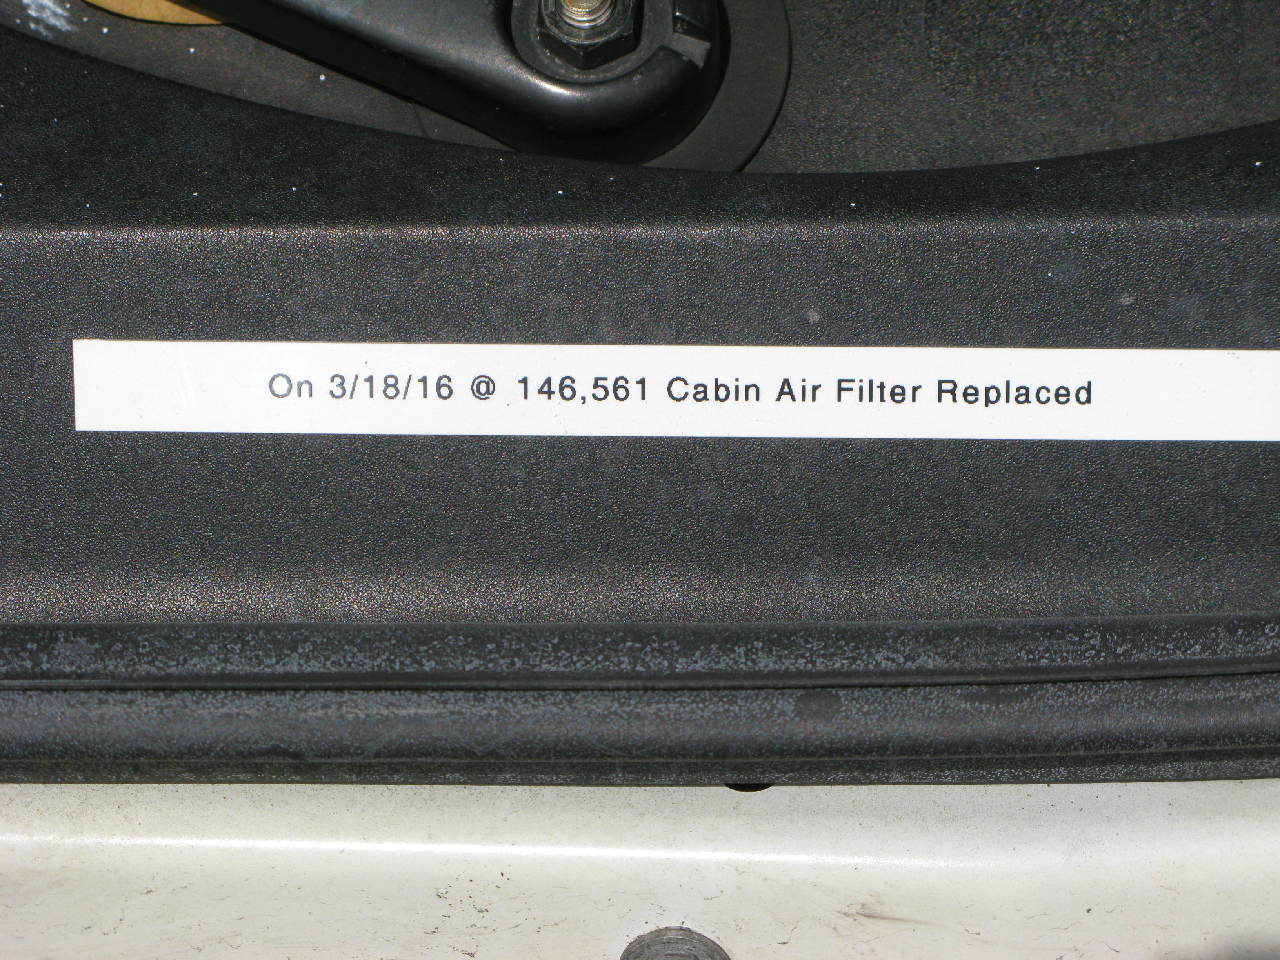 On 3/18/16 @ 146,561 Cabin Air Filter Replaced